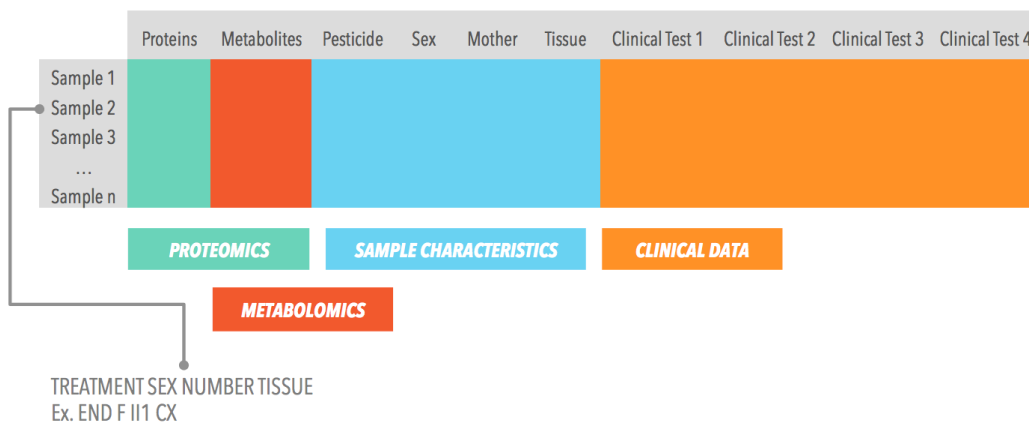 Proteins Metabolites Pesticide Sex Mother Tissue Clinical Test 1 Clinical Test 2 Clinical Test 3 Clinical Test 4
Sample 1
Sample 2
Sample 3
...
Sample n
PROTEOMICS SAMPLE CHARACTERISTICS CLINICAL DATA
METABOLOMICS
TREATMENT SEX NUMBER TISSUE
Ex. END F II1 CX